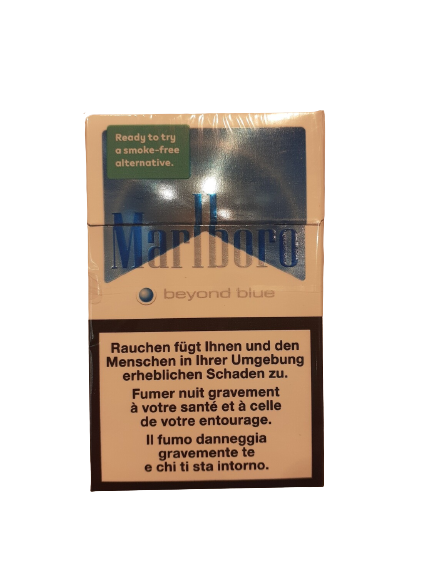 Ready to try
a smoke-free
alternative.
Marlboro
beyond blue
Rauchen fügt Ihnen und den
Menschen in Ihrer Umgebung
erheblichen Schaden zu.
Fumer nuit gravement
à votre santé et à celle
de votre entourage.
Il fumo danneggia
gravemente te
e chi ti sta intorno.